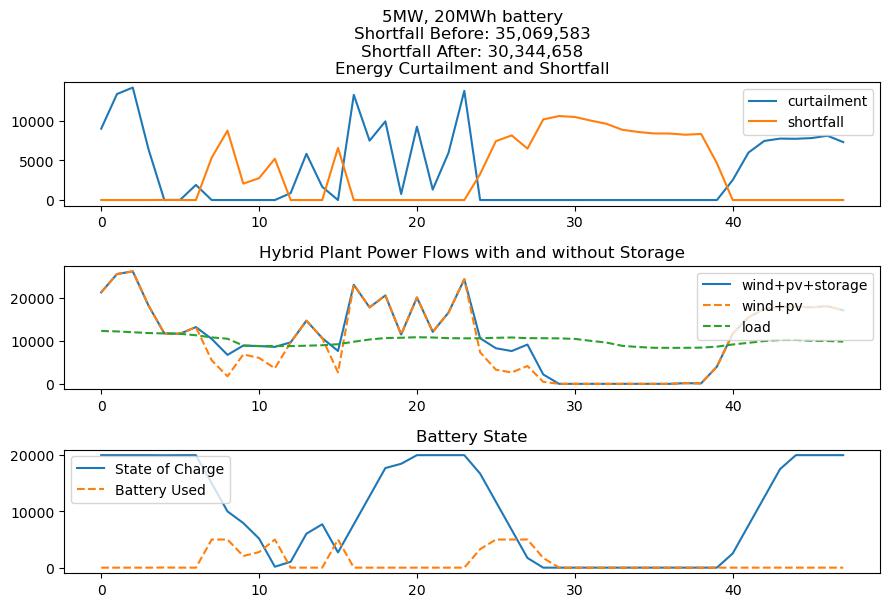 5MW, 20MWh battery
Shortfall Before: 35,069,583
Shortfall After: 30,344,658
Energy Curtailment and Shortfall
curtailment
shortfall
10000
5000
0
0 10 20 30 40
Hybrid Plant Power Flows with and without Storage
wind+pv+storage
wind+pv
load
20000
10000
0
0 10 20 30 40
Battery State
State of Charge
Battery Used
20000
10000
0
0 10 20 30 40